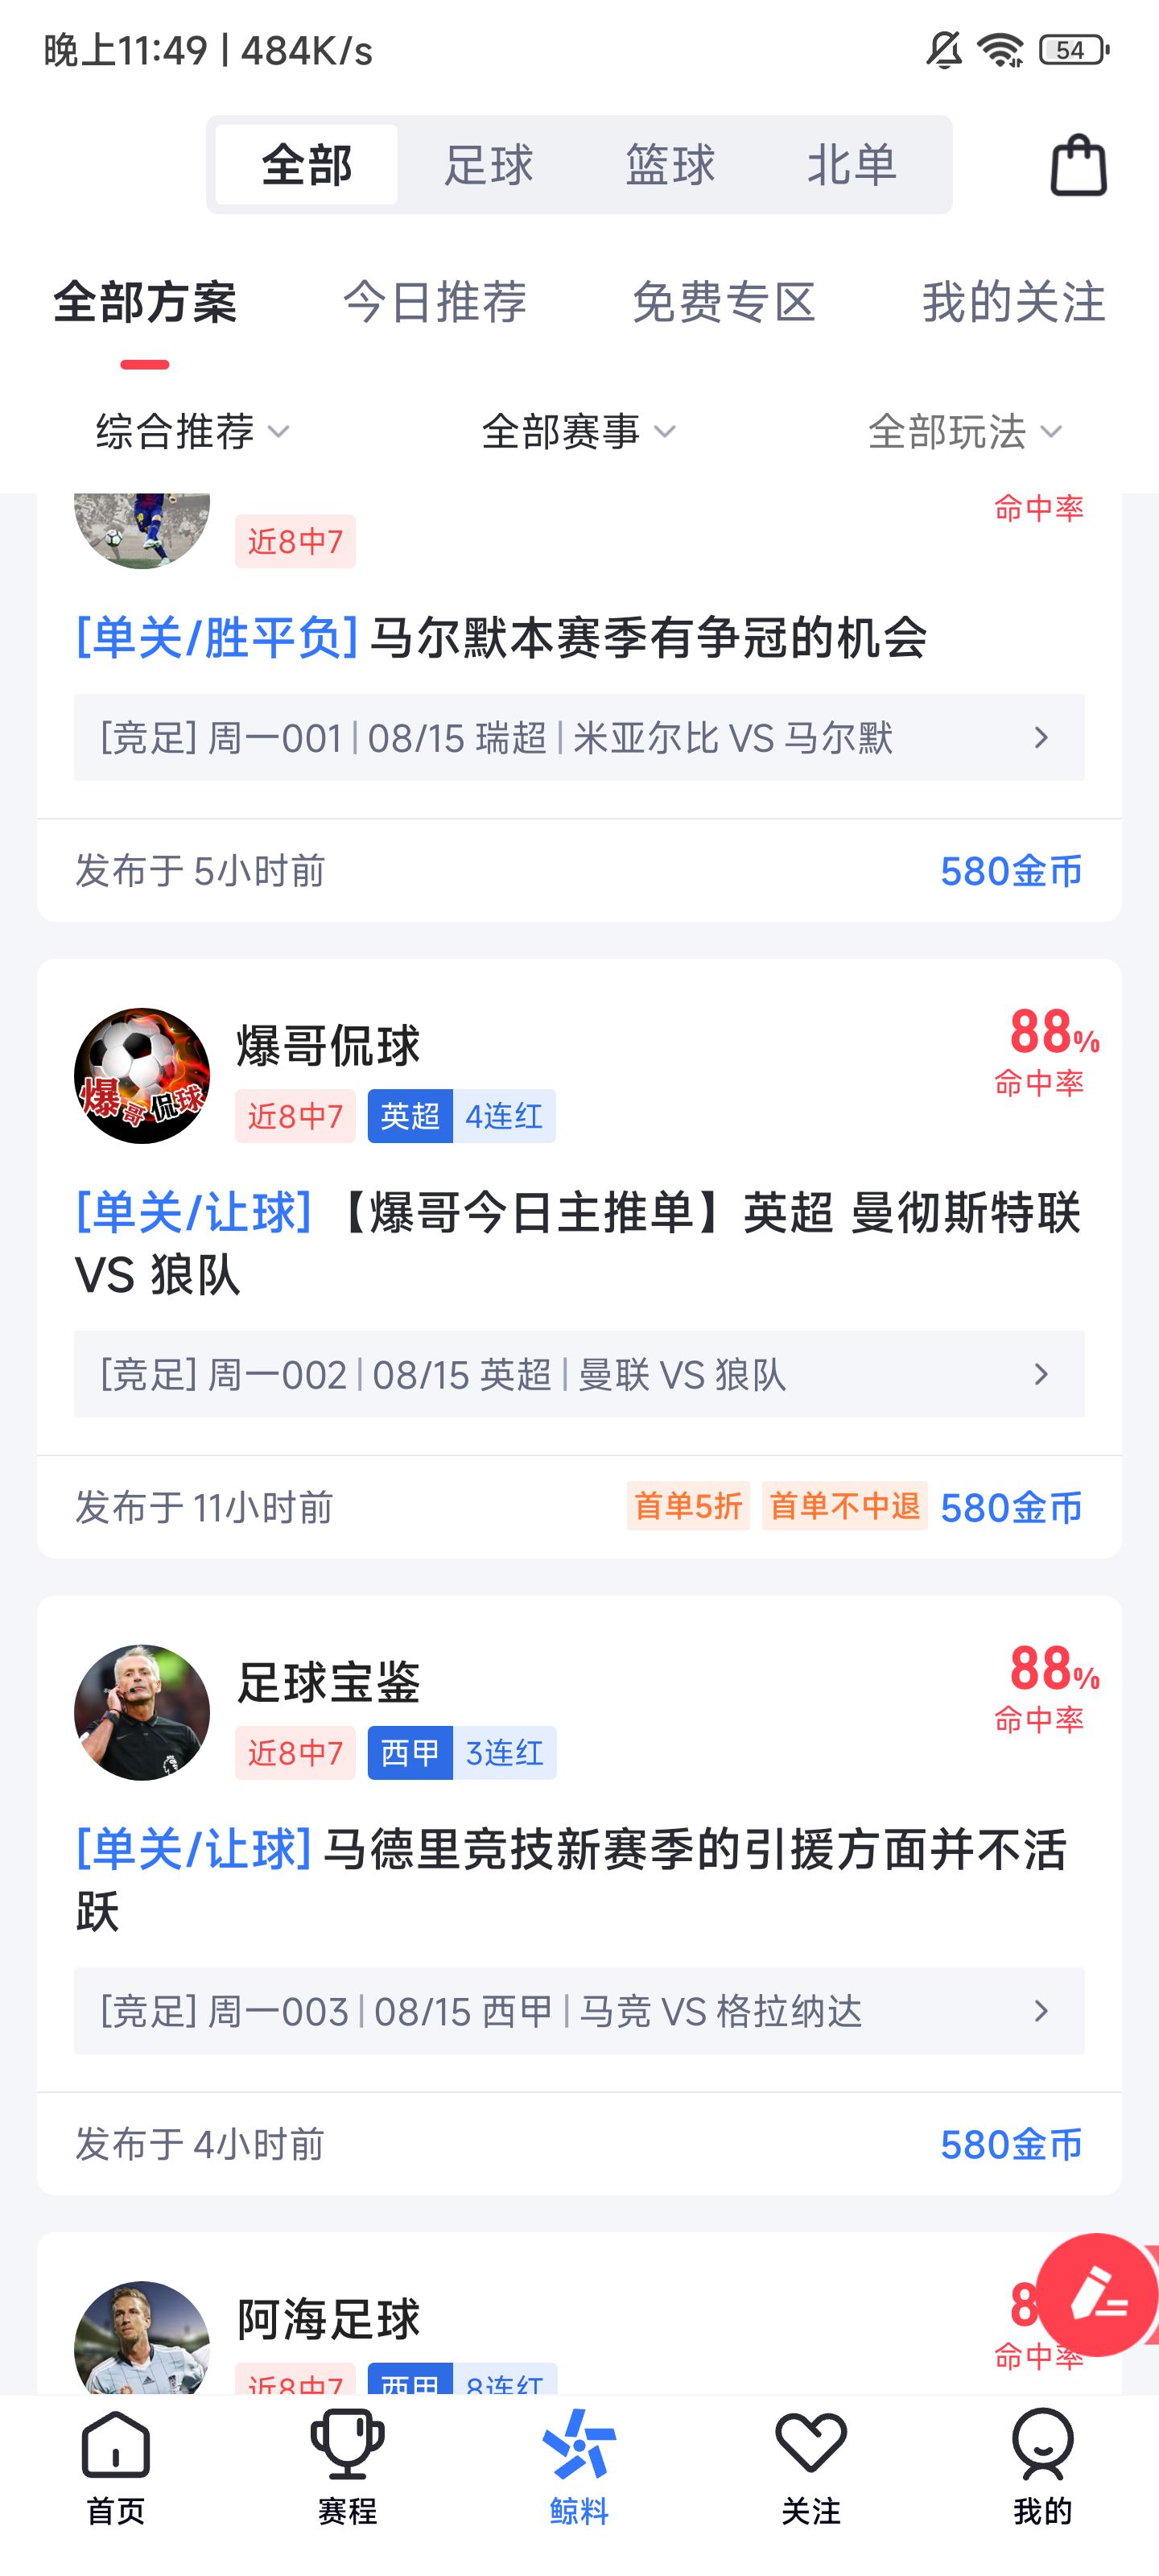 晚上11:49 | 484K/s
54
全部 足球 篮球 北单
全部方案 今日推荐 免费专区 我的关注
综合推荐 全部赛事 全部玩法
命中率
近8中7
[单关/胜平负] 马尔默本赛季有争冠的机会
[竞足] 周一001 | 08/15 瑞超 | 米亚尔比 VS 马尔默
发布于 5小时前 580金币
爆哥侃球
爆哥侃球 88%
近8中7 英超 4连红 命中率
[单关/让球] 【爆哥今日主推单】英超 曼彻斯特联
VS 狼队
[竞足] 周一002 | 08/15 英超 | 曼联 VS 狼队
发布于 11小时前 首单5折 首单不中退 580金币
足球宝鉴 88%
近8中7 西甲 3连红 命中率
[单关/让球] 马德里竞技新赛季的引援方面并不活
跃
[竞足] 周一003 | 08/15 西甲 | 马竞 VS 格拉纳达
发布于 4小时前 580金币
阿海足球 8
近8中7 西甲 8连红 命中率
首页 赛程 鲸料 关注 我的